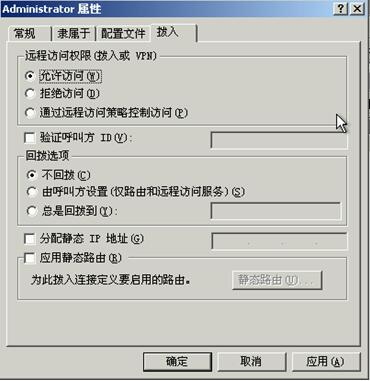 Administrator 属性
常规 隶属于 配置文件 拨入
远程访问权限(拨入或 VPN)
允许访问(W)
拒绝访问(D)
通过远程访问策略控制访问(P)
验证呼叫方 ID(V):
回拨选项
不回拨(C)
由呼叫方设置(仅路由和远程访问服务)(S)
总是回拨到(Y):
分配静态 IP 地址(G)
应用静态路由(R)
为此拨入连接定义要启用的路由。 静态路由(U)...
确定 取消 应用(A)